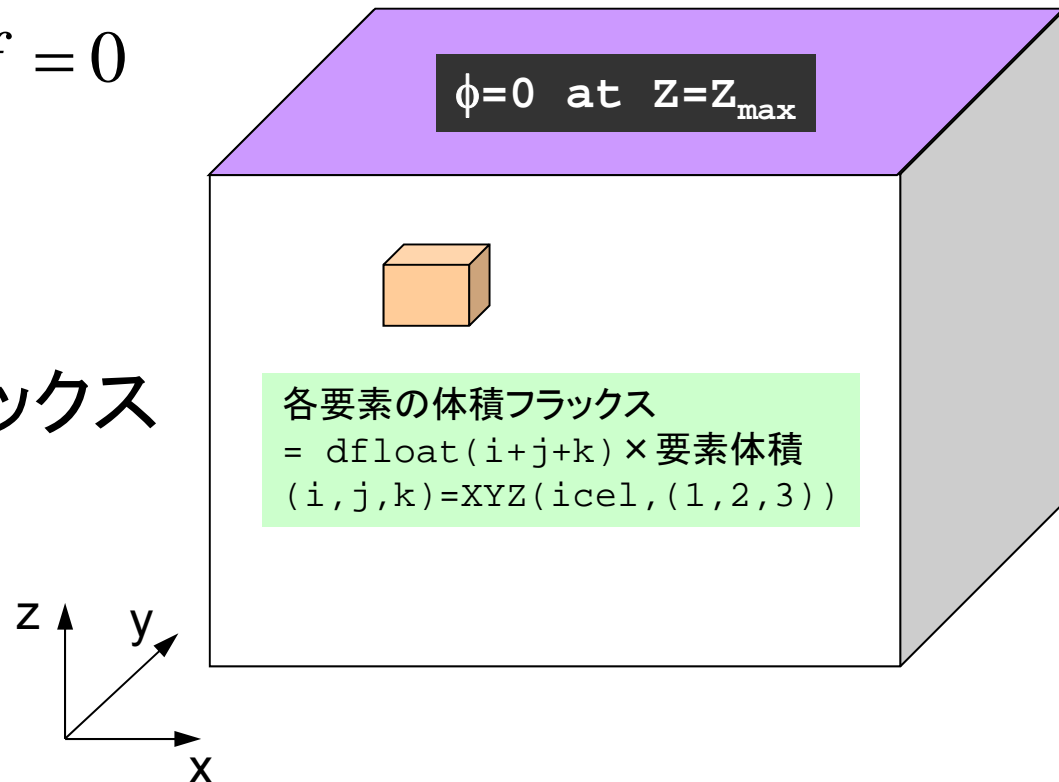 f = 0
ϕ=0 at Z=Zmax
ックス
各要素の体積フラックス
= dfloat(i+j+k)×要素体積
(i,j,k)=XYZ(icel,(1,2,3))
z
y
x